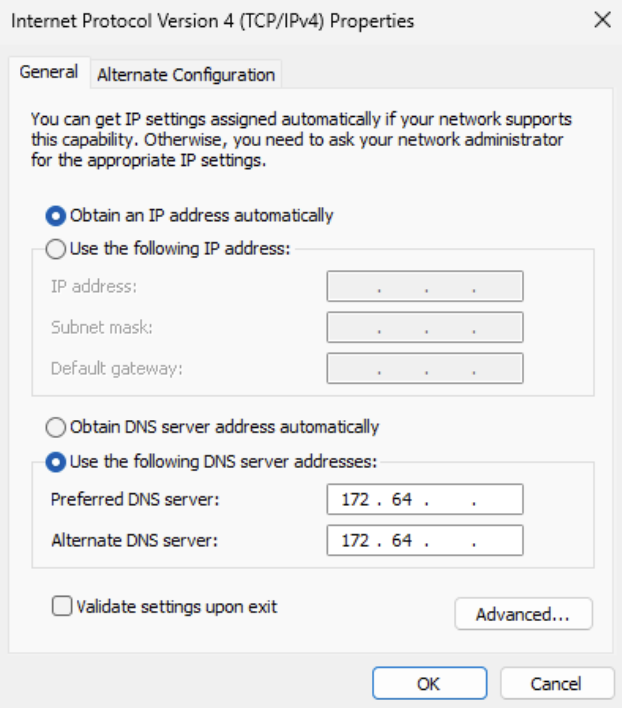 Internet Protocol Version 4 (TCP/IPv4) Properties
General
Alternate Configuration
You can get IP settings assigned automatically if your network supports
this capability. Otherwise, you need to ask your network administrator
for the appropriate IP settings.
Obtain an IP address automatically
Use the following IP address:
IP address: . . .
Subnet mask: . . .
Default gateway: . . .
Obtain DNS server address automatically
Use the following DNS server addresses:
Preferred DNS server: 172 . 64 . .
Alternate DNS server: 172 . 64 . .
Validate settings upon exit
Advanced...
OK
Cancel